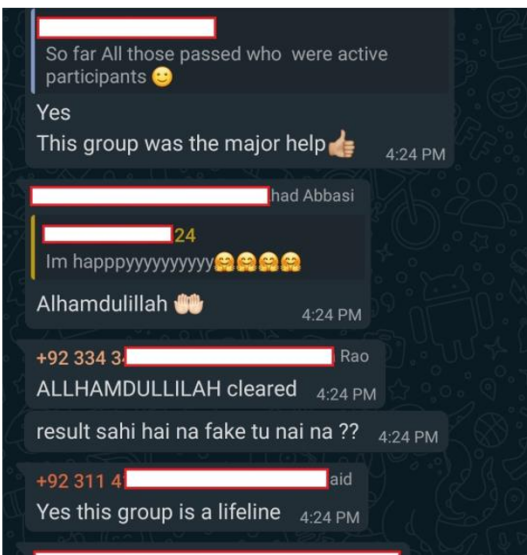 So far All those passed who were active
participants
Yes
This group was the major help
4:24 PM
had Abbasi
24
Im happpyyyyyyyyyy
Alhamdulillah
4:24 PM
+92 334 34
Rao
ALLHAMDULLILAH cleared
4:24 PM
result sahi hai na fake tu nai na ??
4:24 PM
+92 311 4
aid
Yes this group is a lifeline
4:24 PM